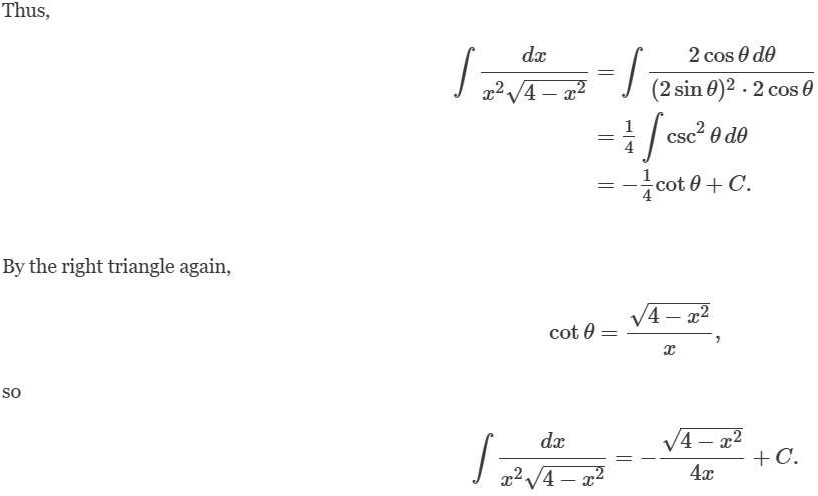 Thus,
∫ dx / (x²√(4 − x²)) = ∫ 2 cos θ dθ / ((2 sin θ)² · 2 cos θ)
= ¼ ∫ csc² θ dθ
= −¼ cot θ + C.
By the right triangle again,
cot θ = √(4 − x²) / x,
so
∫ dx / (x²√(4 − x²)) = −√(4 − x²) / 4x + C.